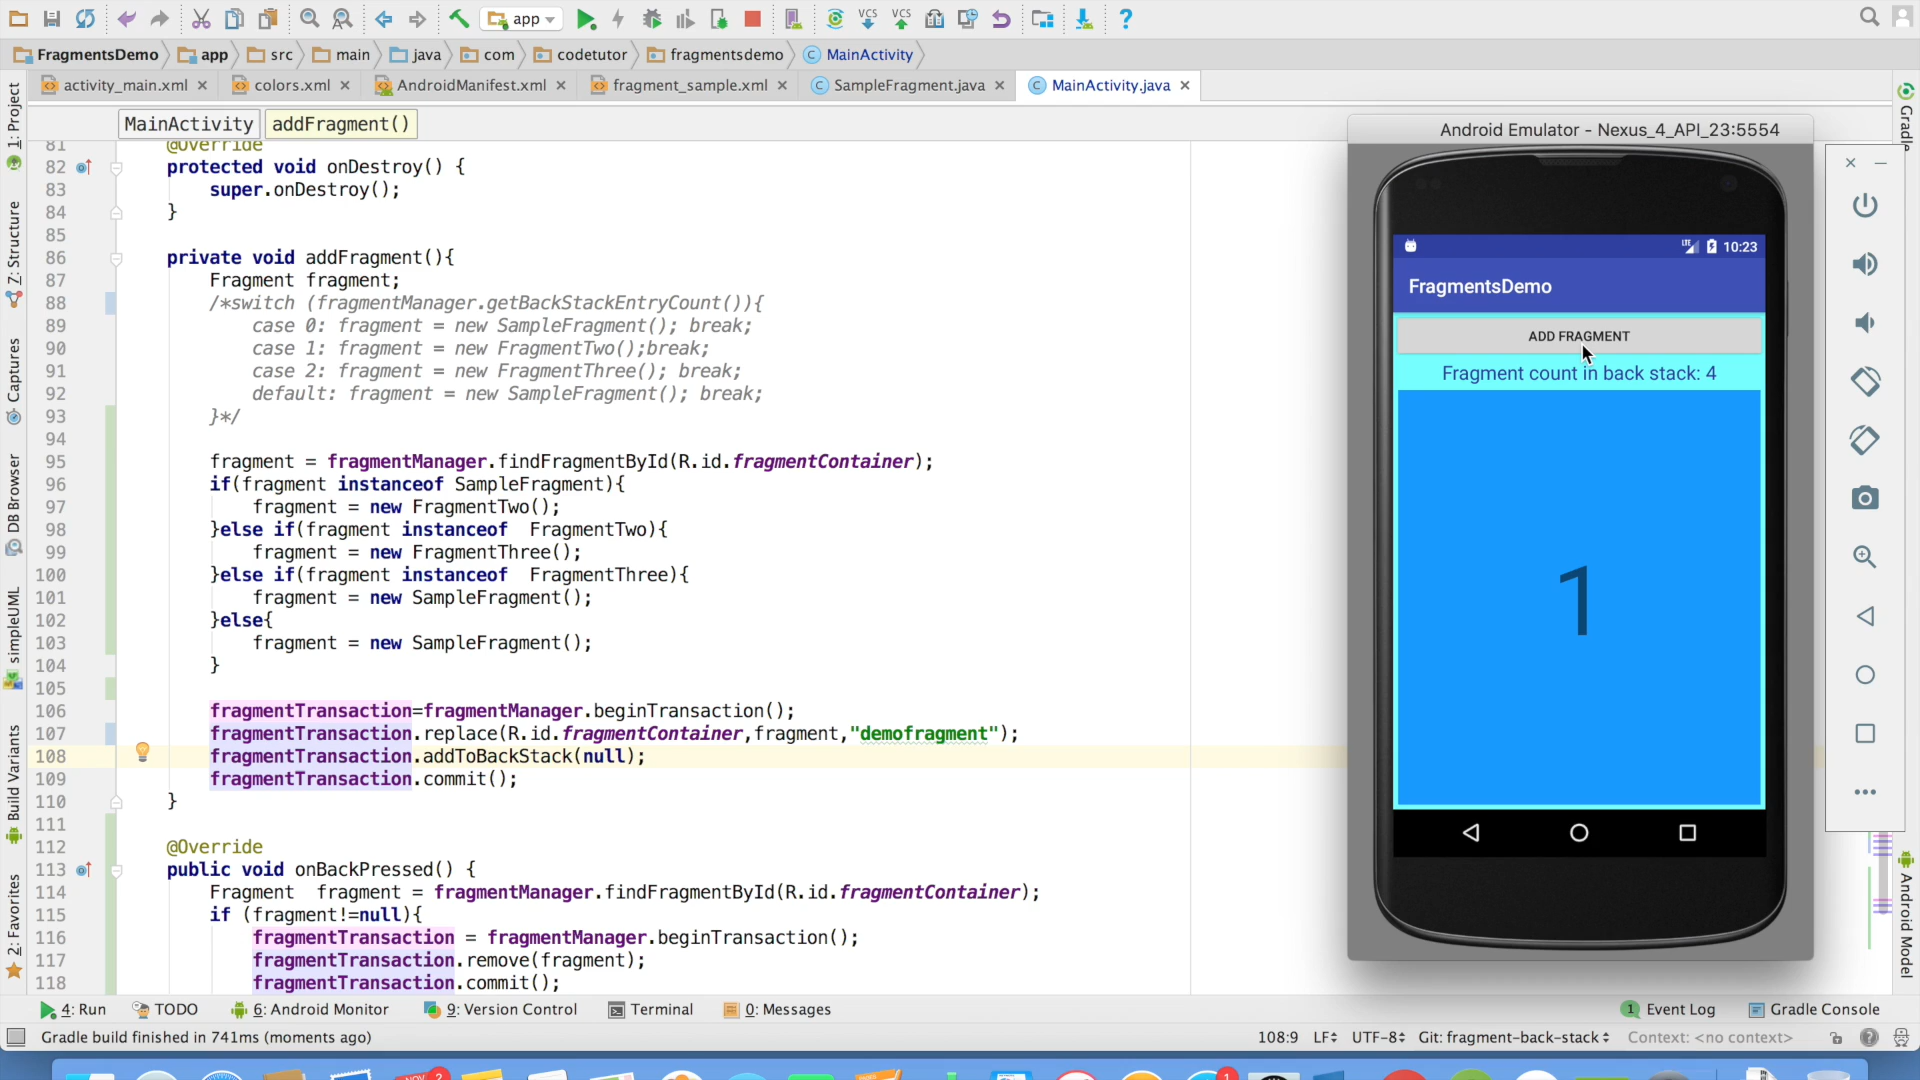 app
VCS VCS
FragmentsDemo app src main java com codetutor fragmentsdemo MainActivity
activity_main.xml colors.xml AndroidManifest.xml fragment_sample.xml SampleFragment.java MainActivity.java
MainActivity addFragment()
81 @Override
82 protected void onDestroy() {
83 super.onDestroy();
84 }
85
86 private void addFragment(){
87 Fragment fragment;
88 /*switch (fragmentManager.getBackStackEntryCount()){
89 case 0: fragment = new SampleFragment(); break;
90 case 1: fragment = new FragmentTwo();break;
91 case 2: fragment = new FragmentThree(); break;
92 default: fragment = new SampleFragment(); break;
93 }*/
94
95 fragment = fragmentManager.findFragmentById(R.id.fragmentContainer);
96 if(fragment instanceof SampleFragment){
97 fragment = new FragmentTwo();
98 }else if(fragment instanceof  FragmentTwo){
99 fragment = new FragmentThree();
100 }else if(fragment instanceof  FragmentThree){
101 fragment = new SampleFragment();
102 }else{
103 fragment = new SampleFragment();
104 }
105
106 fragmentTransaction=fragmentManager.beginTransaction();
107 fragmentTransaction.replace(R.id.fragmentContainer,fragment,"demofragment");
108 fragmentTransaction.addToBackStack(null);
109 fragmentTransaction.commit();
110 }
111
112 @Override
113 public void onBackPressed() {
114 Fragment  fragment = fragmentManager.findFragmentById(R.id.fragmentContainer);
115 if (fragment!=null){
116 fragmentTransaction = fragmentManager.beginTransaction();
117 fragmentTransaction.remove(fragment);
118 fragmentTransaction.commit();
1: Project
7: Structure
Captures
DB Browser
simpleUML
Build Variants
2: Favorites
Android Emulator - Nexus_4_API_23:5554
LTE 10:23
FragmentsDemo
ADD FRAGMENT
Fragment count in back stack: 4
1
Gradle
Android Model
4: Run TODO 6: Android Monitor 9: Version Control Terminal 0: Messages 1 Event Log Gradle Console
Gradle build finished in 741ms (moments ago) 108:9 LF UTF-8 Git: fragment-back-stack Context: <no context>
NOV 2 1